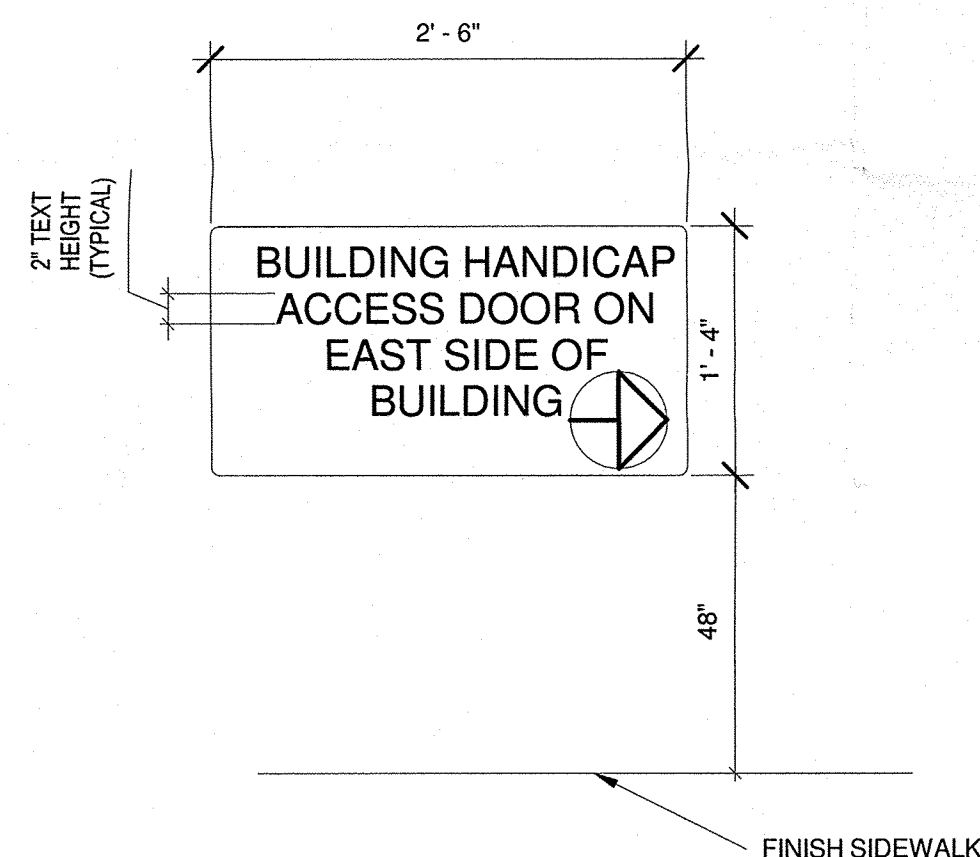 2' - 6"
2" TEXT
HEIGHT
(TYPICAL)
BUILDING HANDICAP
ACCESS DOOR ON
EAST SIDE OF
BUILDING
1' - 4"
48"
FINISH SIDEWALK